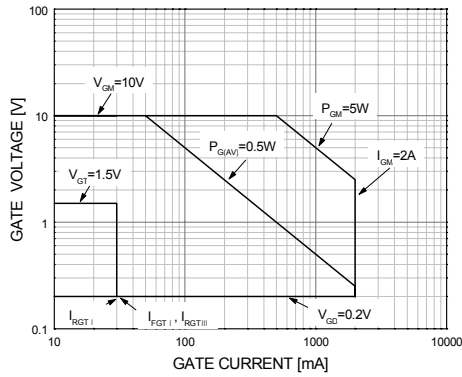 100
V_GM=10V
10
P_GM=5W
P_G(AV)=0.5W
I_GM=2A
V_GT=1.5V
1
0.1
I_RGT I
I_FGT I , I_RGT III
V_GD=0.2V
10
100
1000
10000
GATE VOLTAGE [V]
GATE CURRENT [mA]